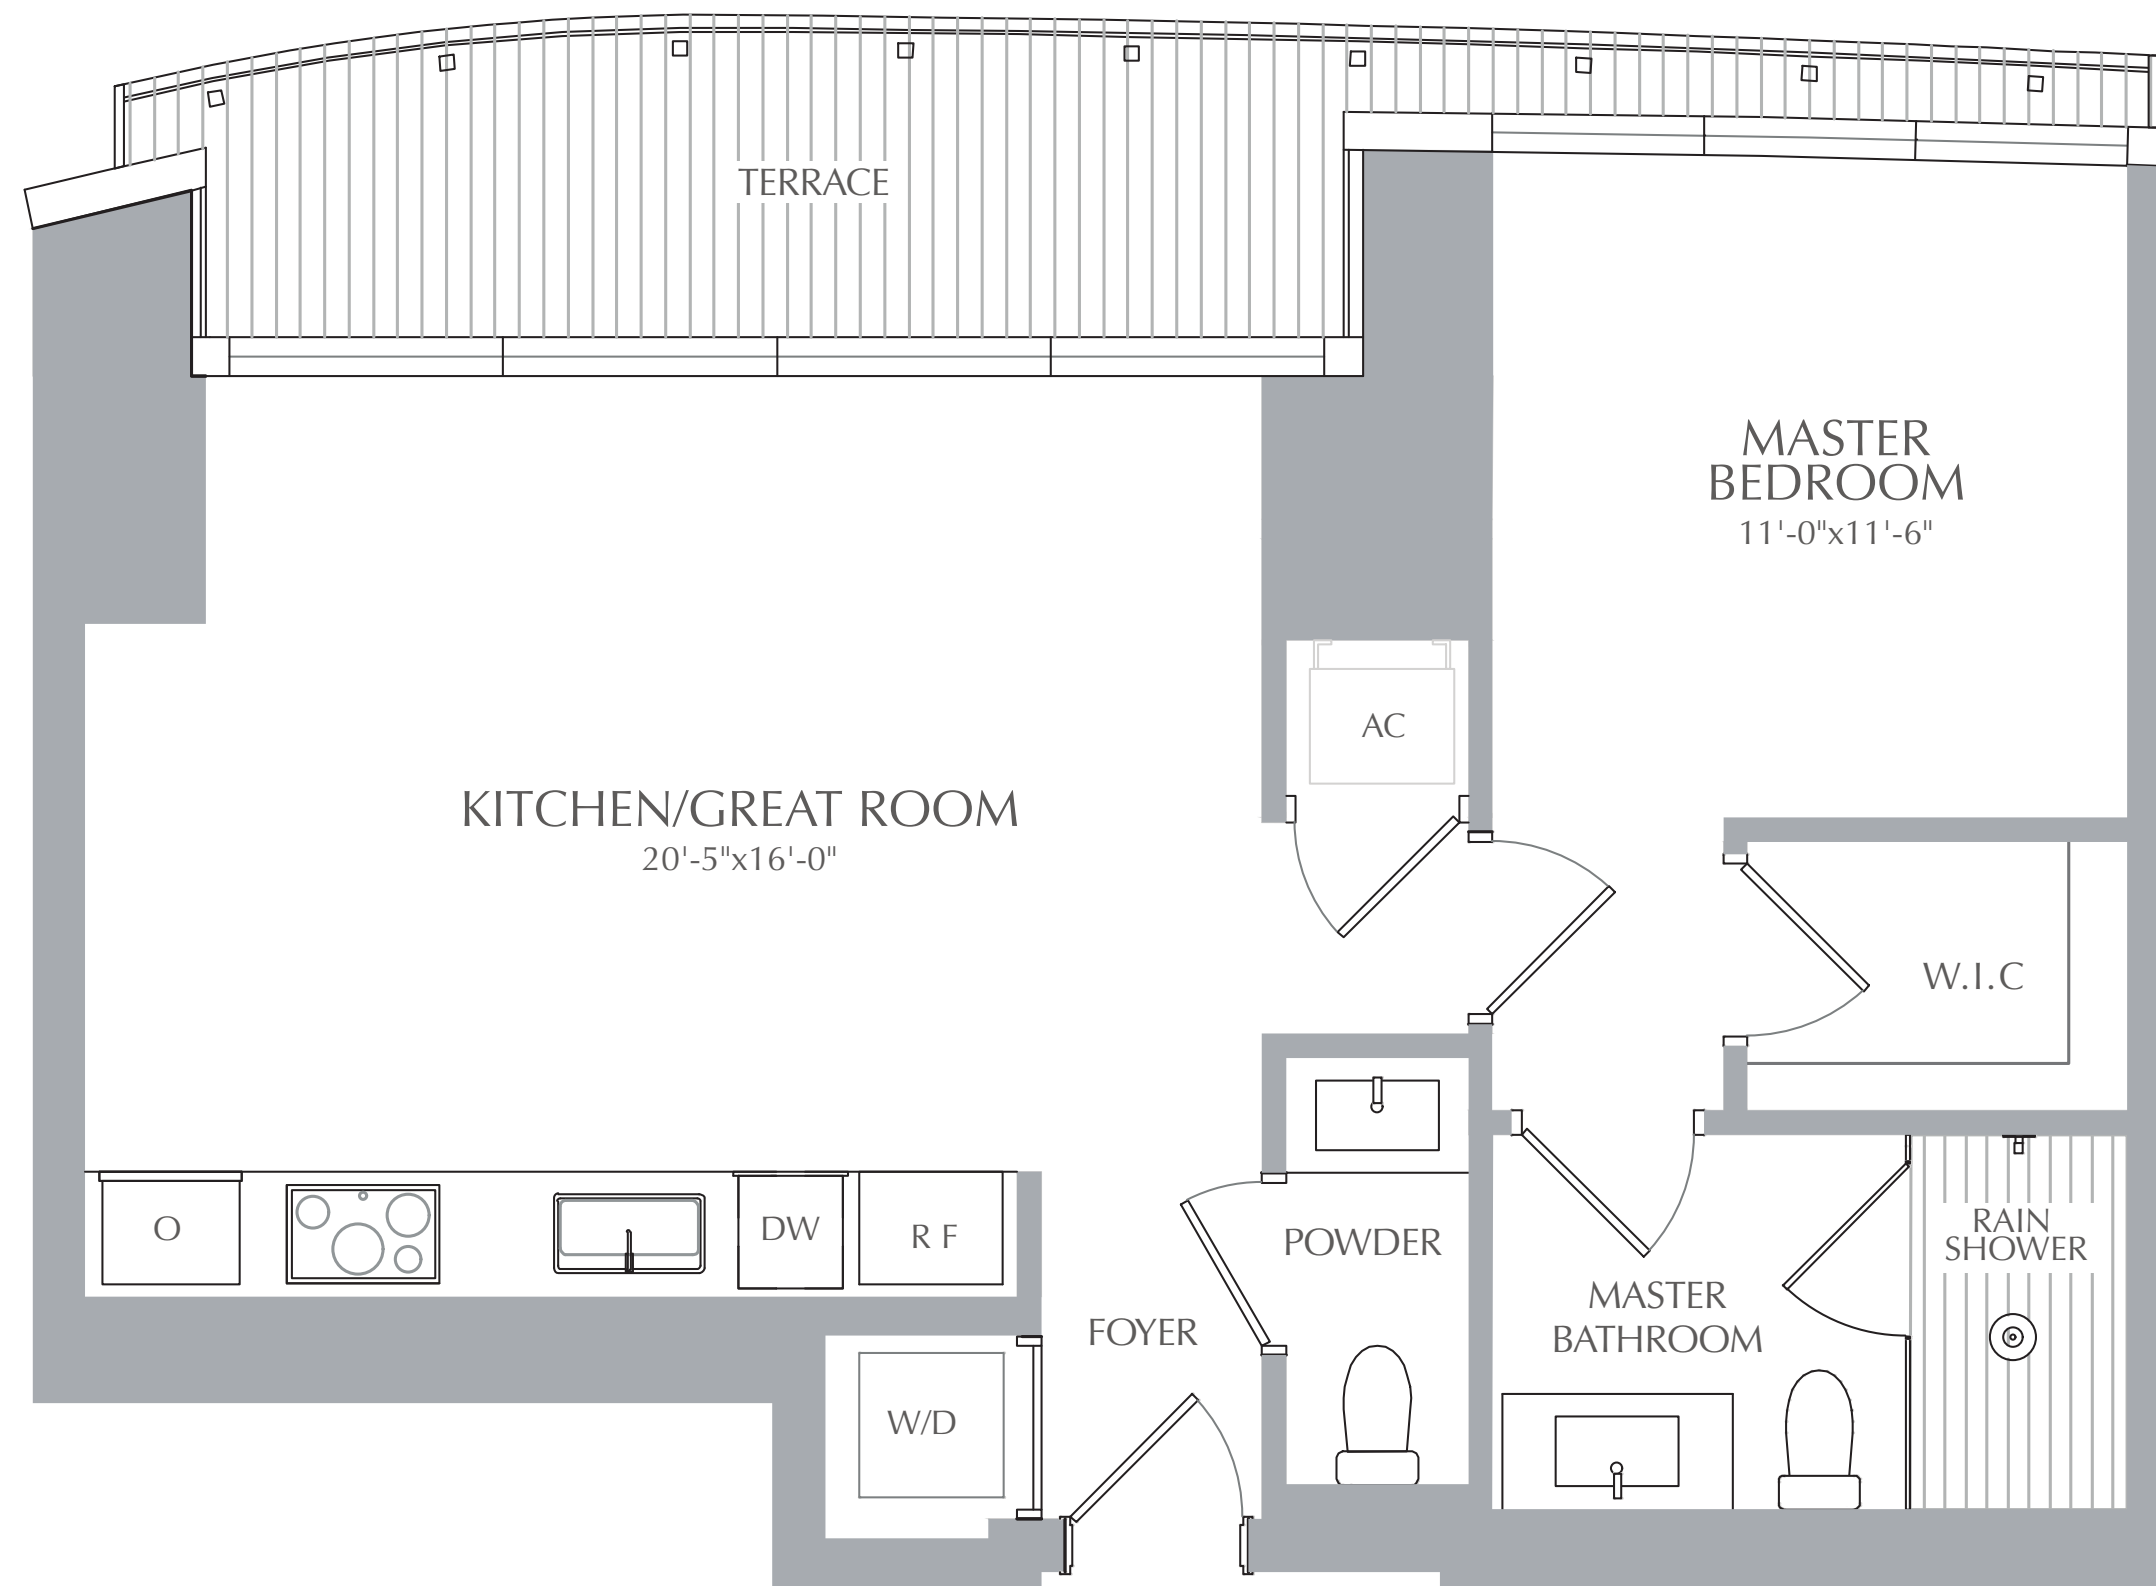 TERRACE
MASTER
BEDROOM
11'-0"x11'-6"
AC
KITCHEN/GREAT ROOM
20'-5"x16'-0"
W.I.C
O
DW
R F
POWDER
RAIN
SHOWER
FOYER
MASTER
BATHROOM
W/D